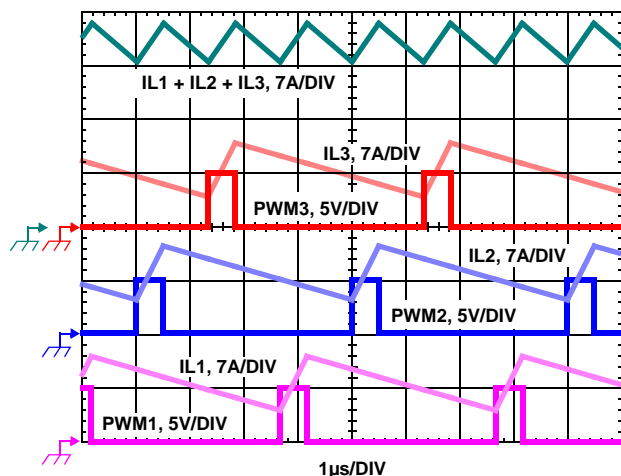 IL1 + IL2 + IL3, 7A/DIV
IL3, 7A/DIV
PWM3, 5V/DIV
IL2, 7A/DIV
PWM2, 5V/DIV
IL1, 7A/DIV
PWM1, 5V/DIV
1µs/DIV